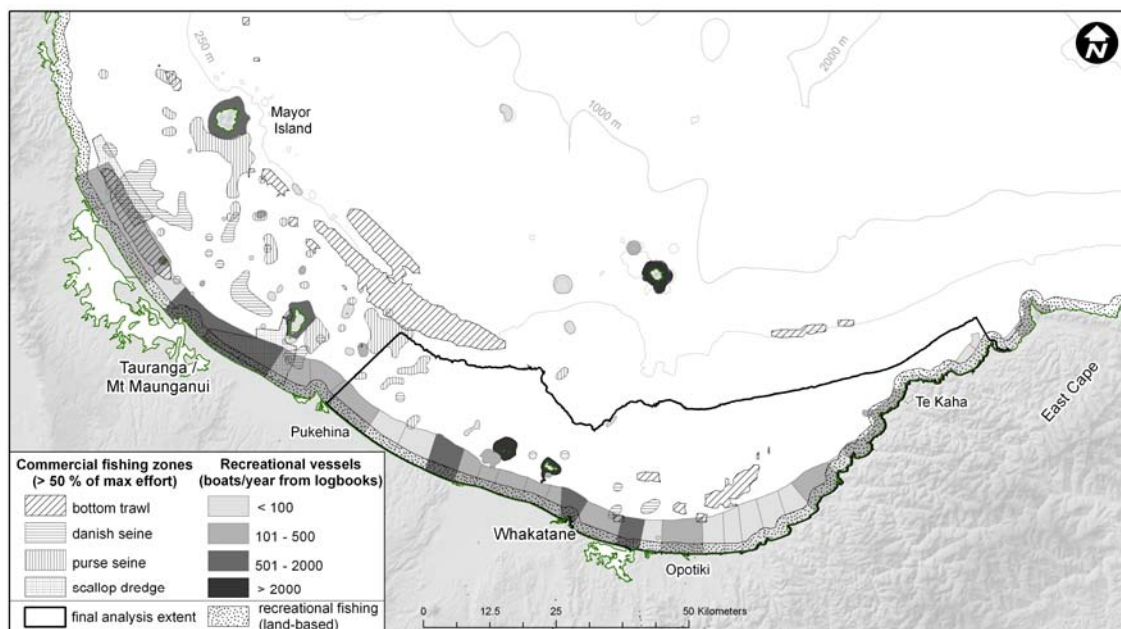 N
250 m
2000 m
1000 m
Mayor
Island
Tauranga /
Mt Maunganui
Pukehina
Whakatane
Opotiki
Te Kaha
East Cape
Commercial fishing zones
(> 50 % of max effort)
bottom trawl
danish seine
purse seine
scallop dredge
final analysis extent
Recreational vessels
(boats/year from logbooks)
< 100
101 - 500
501 - 2000
> 2000
recreational fishing
(land-based)
0 12.5 25 50 Kilometers